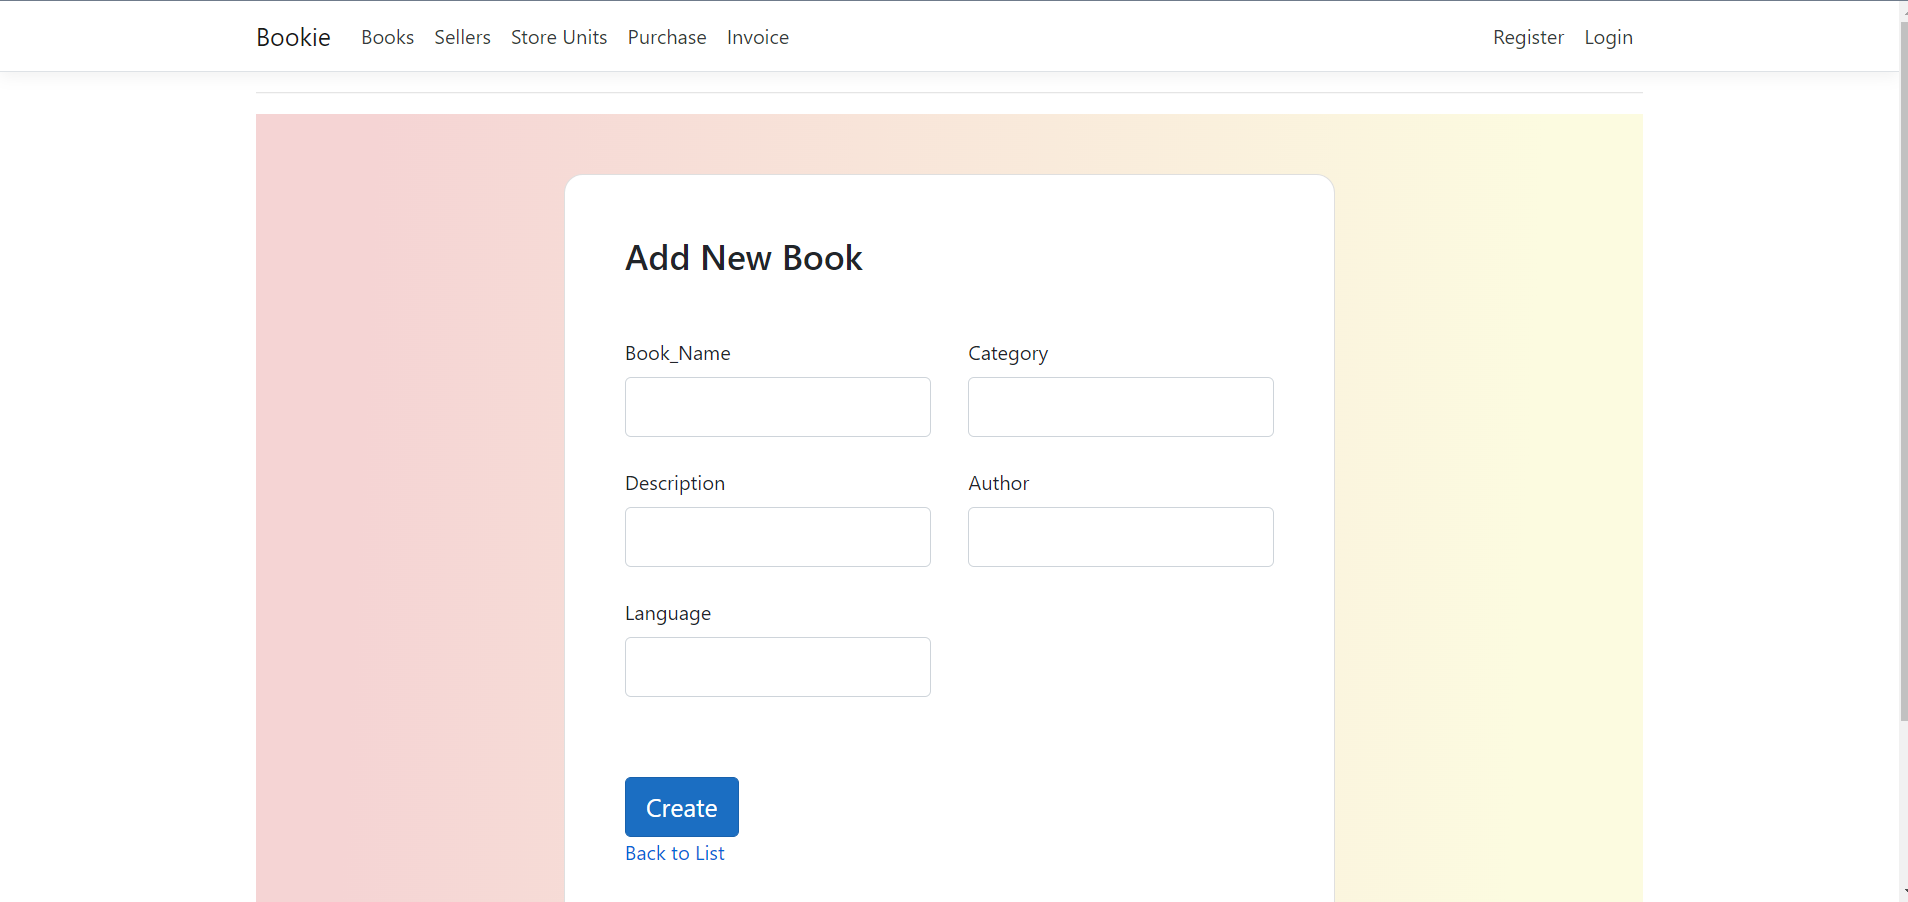 Bookie Books Sellers Store Units Purchase Invoice Register Login
Add New Book
Book_Name Category
Description Author
Language
Create
Back to List